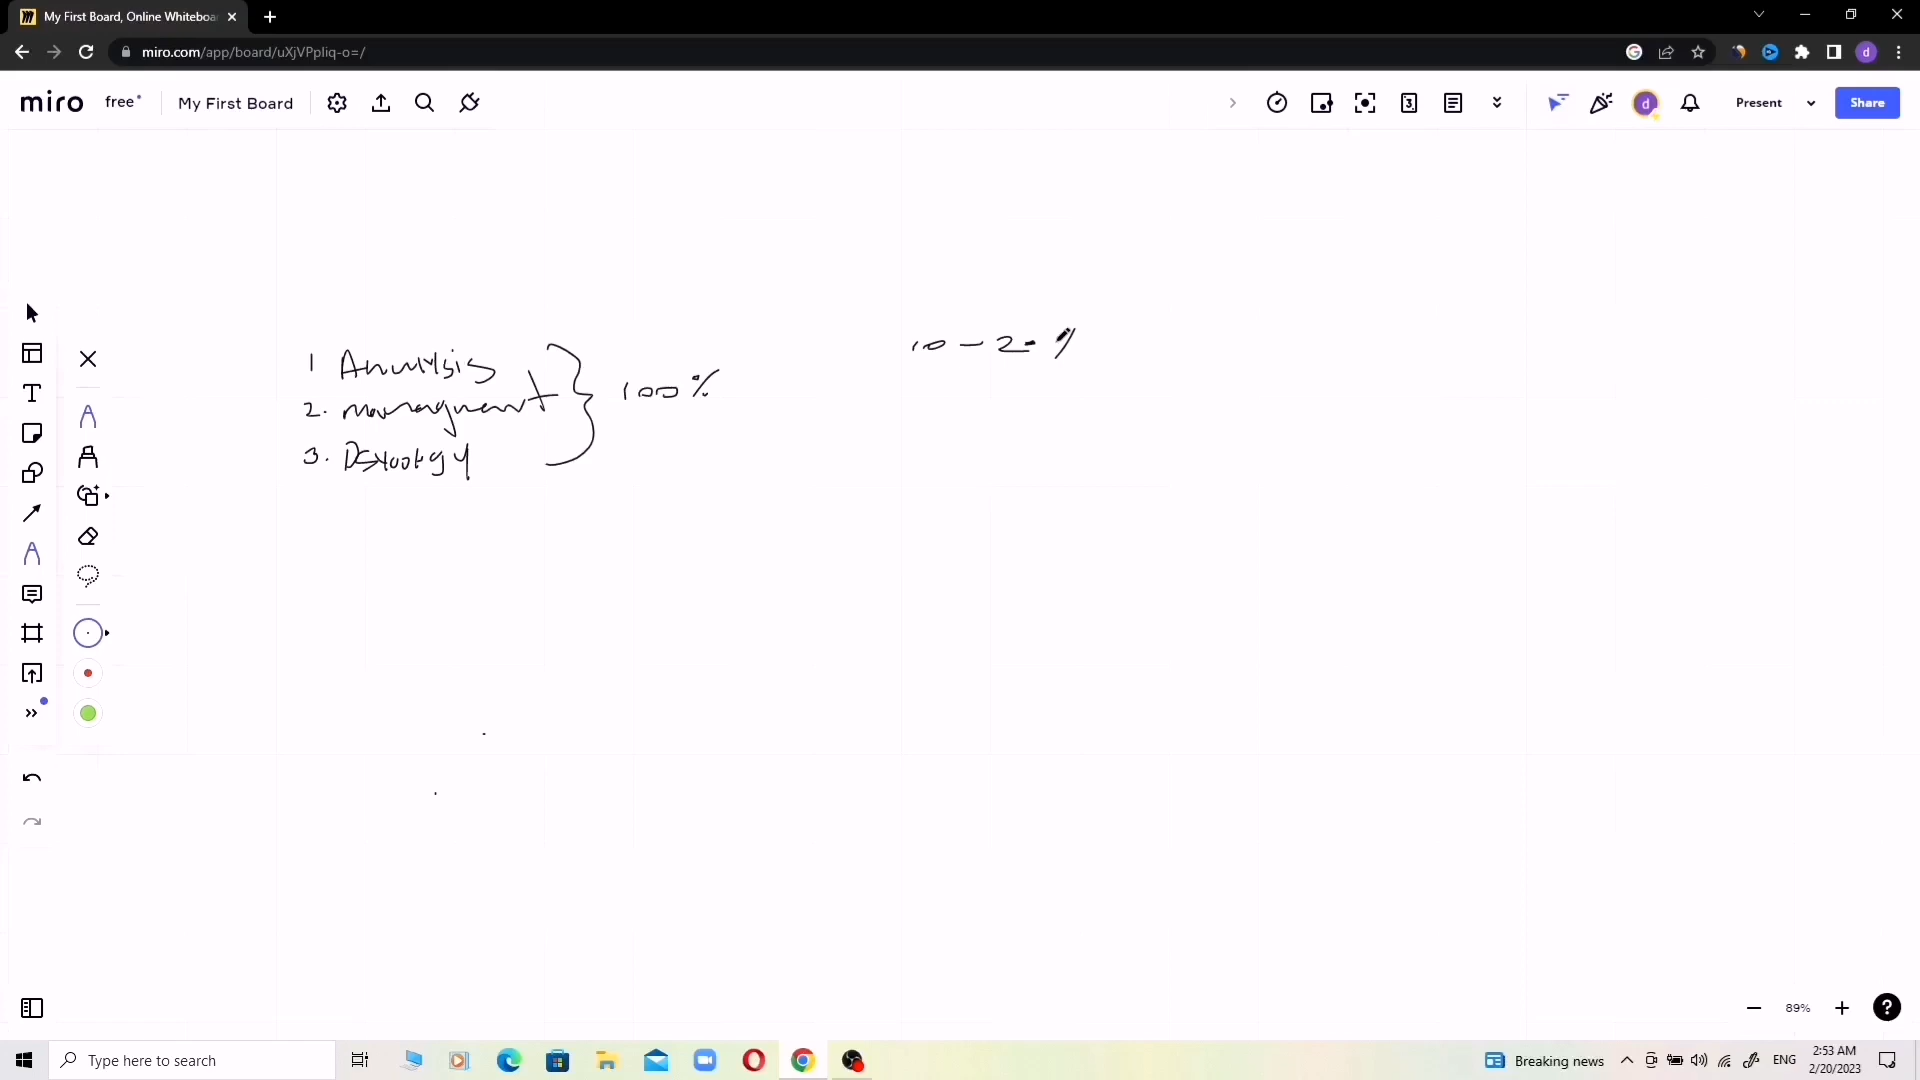 My First Board, Online Whiteboa
miro.com/app/board/uXjVPpliq-o=/
miro free My First Board
3
d
Present
Share
10 - 20 %
1 Analysis
2. management
100%
3.
89%
?
Type here to search
Breaking news
ENG
2:53 AM
2/20/2023